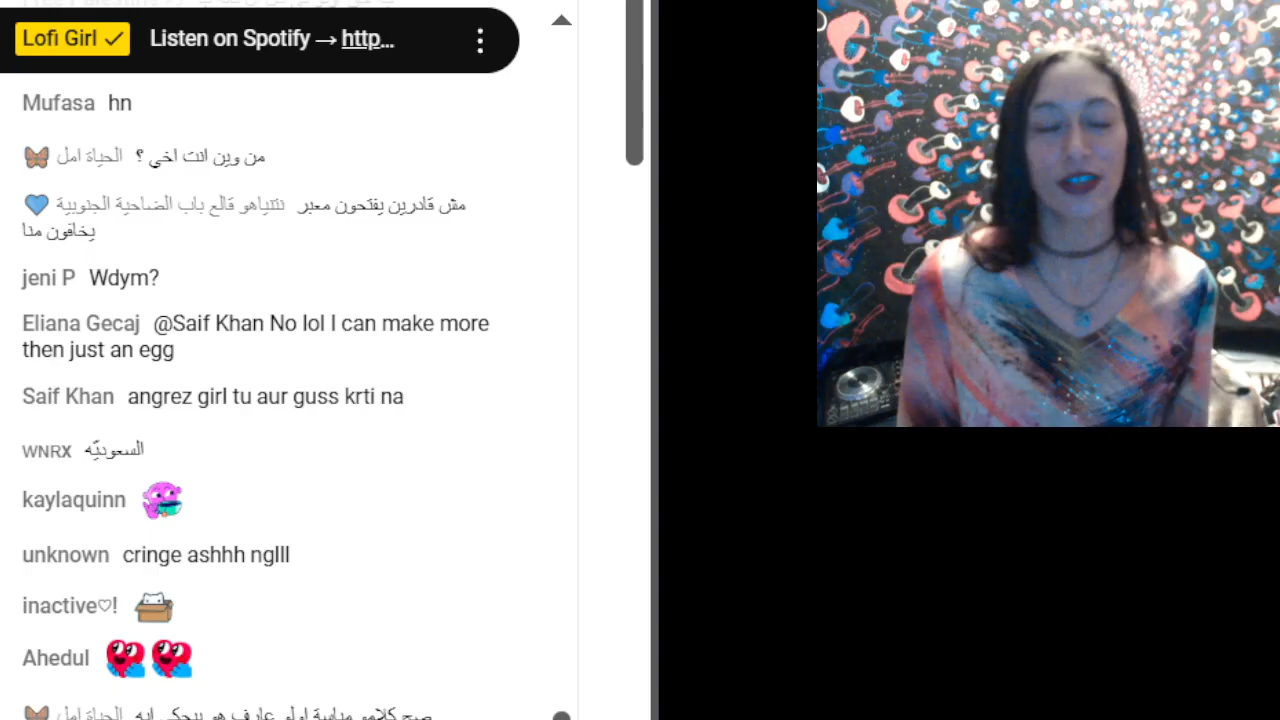 Lofi Girl Listen on Spotify → http...
Mufasa hn
الحياة امل من وين انت اخي ؟
نتنياهو قالع باب الضاحية الجنوبية مش قادرين يفتحون معبر
يخافون منا
jeni P Wdym?
Eliana Gecaj @Saif Khan No lol I can make more
then just an egg
Saif Khan angrez girl tu aur guss krti na
WNRX السعوديّه
kaylaquinn
unknown cringe ashhh nglll
inactive♡!
Ahedul
الحياة امل